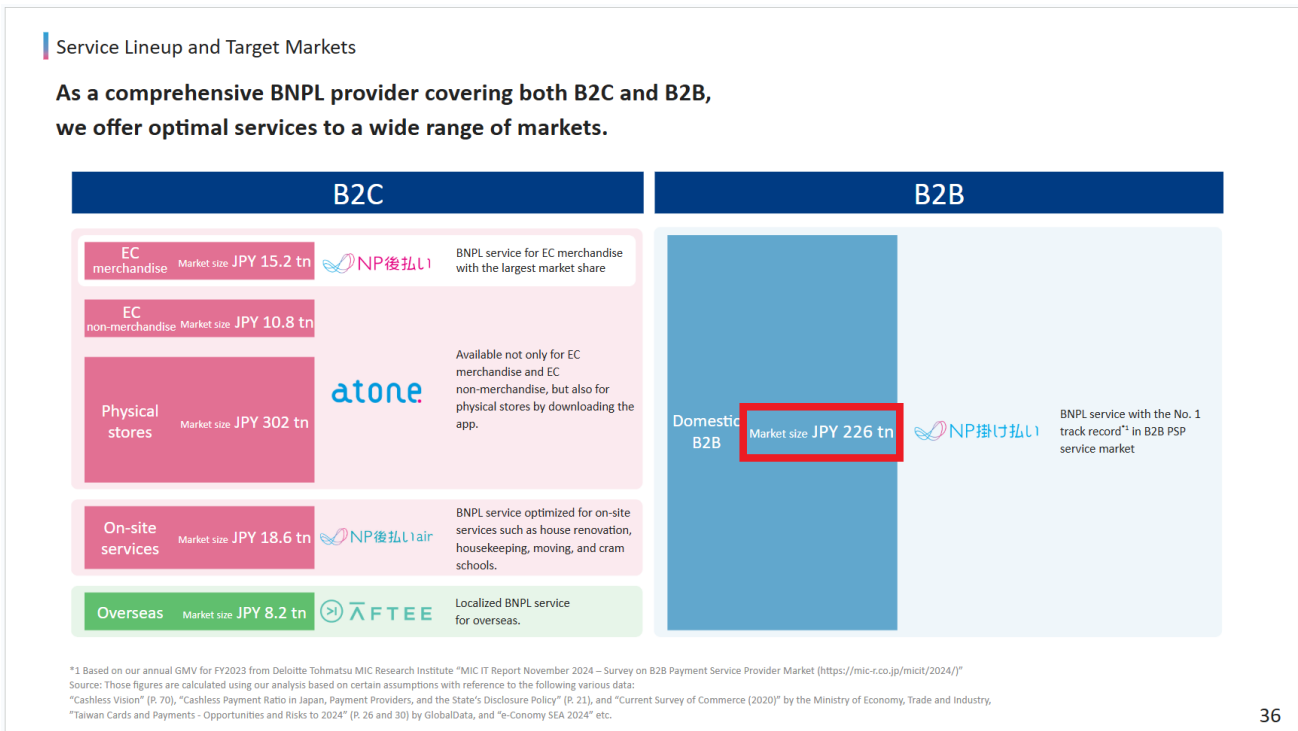 Service Lineup and Target Markets
As a comprehensive BNPL provider covering both B2C and B2B,
we offer optimal services to a wide range of markets.
B2C
EC
merchandise
Market size JPY 15.2 tn
NP後払い
BNPL service for EC merchandise
with the largest market share
EC
non-merchandise
Market size JPY 10.8 tn
Physical
stores
Market size JPY 302 tn
atone
Available not only for EC
merchandise and EC
non-merchandise, but also for
physical stores by downloading the
app.
On-site
services
Market size JPY 18.6 tn
NP後払いair
BNPL service optimized for on-site
services such as house renovation,
housekeeping, moving, and cram
schools.
Overseas
Market size JPY 8.2 tn
AFTEE
Localized BNPL service
for overseas.
B2B
Domestic
B2B
Market size JPY 226 tn
NP掛け払い
BNPL service with the No. 1
track record*1 in B2B PSP
service market
*1 Based on our annual GMV for FY2023 from Deloitte Tohmatsu MIC Research Institute “MIC IT Report November 2024 – Survey on B2B Payment Service Provider Market (https://mic-r.co.jp/micit/2024/)”
Source: Those figures are calculated using our analysis based on certain assumptions with reference to the following various data:
“Cashless Vision” (P. 70), “Cashless Payment Ratio in Japan, Payment Providers, and the State’s Disclosure Policy” (P. 21), and “Current Survey of Commerce (2020)” by the Ministry of Economy, Trade and Industry,
“Taiwan Cards and Payments - Opportunities and Risks to 2024” (P. 26 and 30) by GlobalData, and “e-Conomy SEA 2024” etc.
36